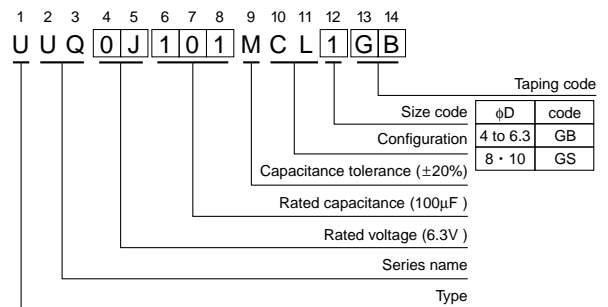 1 2 3 4 5 6 7 8 9 10 11 12 13 14
U U Q 0 J 1 0 1 M C L 1 G B
Taping code
Size code
ϕD code
4 to 6.3 GB
8・10 GS
Configuration
Capacitance tolerance (±20%)
Rated capacitance (100μF )
Rated voltage (6.3V )
Series name
Type